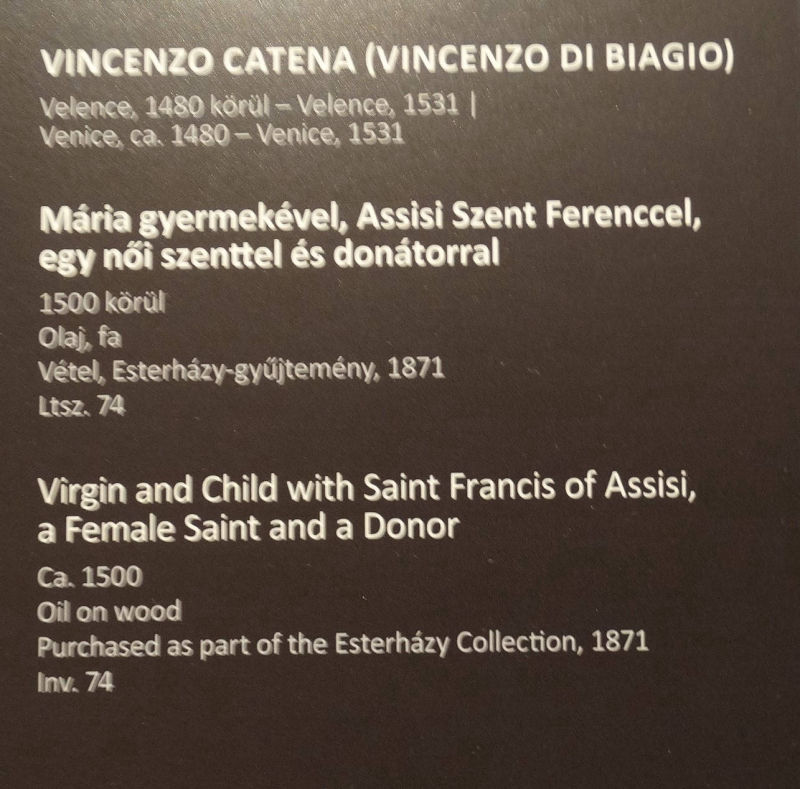 VINCENZO CATENA (VINCENZO DI BIAGIO)
Velence, 1480 körül – Velence, 1531 |
Venice, ca. 1480 – Venice, 1531
Mária gyermekével, Assisi Szent Ferenccel,
egy női szenttel és donátorral
1500 körül
Olaj, fa
Vétel, Esterházy-gyűjtemény, 1871
Ltsz. 74
Virgin and Child with Saint Francis of Assisi,
a Female Saint and a Donor
Ca. 1500
Oil on wood
Purchased as part of the Esterházy Collection, 1871
Inv. 74